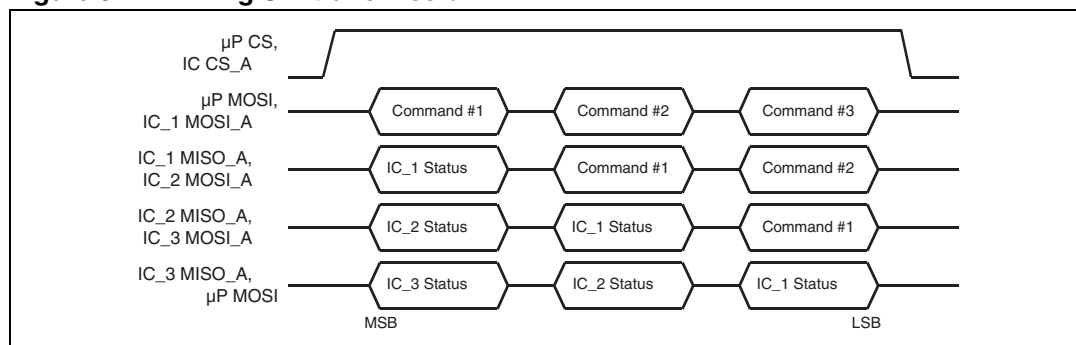 µP CS,
IC CS_A
µP MOSI,
IC_1 MOSI_A
Command #1
Command #2
Command #3
IC_1 MISO_A,
IC_2 MOSI_A
IC_1 Status
Command #1
Command #2
IC_2 MISO_A,
IC_3 MOSI_A
IC_2 Status
IC_1 Status
Command #1
IC_3 MISO_A,
µP MOSI
IC_3 Status
IC_2 Status
IC_1 Status
MSB
LSB